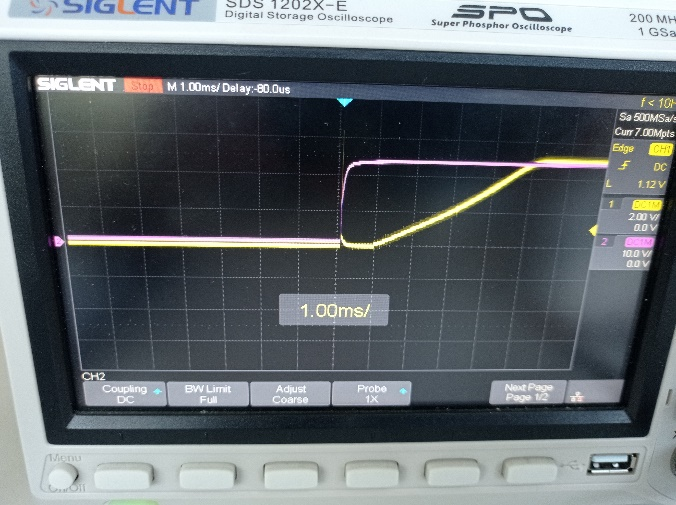 SIGLENT
SDS 1202X-E
Digital Storage Oscilloscope
SPO
Super Phosphor Oscilloscope
200 MH
1 GSa
SIGLENT Stop M 1.00ms/ Delay:-80.0us
f < 10H
Sa 500MSa/s
Curr 7.00Mpts
Edge CH1
DC
L 1.12 V
1 DC1M
2.00 V/
0.0 V
2 DC1M
10.0 V/
0.0 V
1.00ms/
CH2
Coupling
DC
BW Limit
Full
Adjust
Coarse
Probe
1X
Next Page
Page 1/2
Menu
On/Off